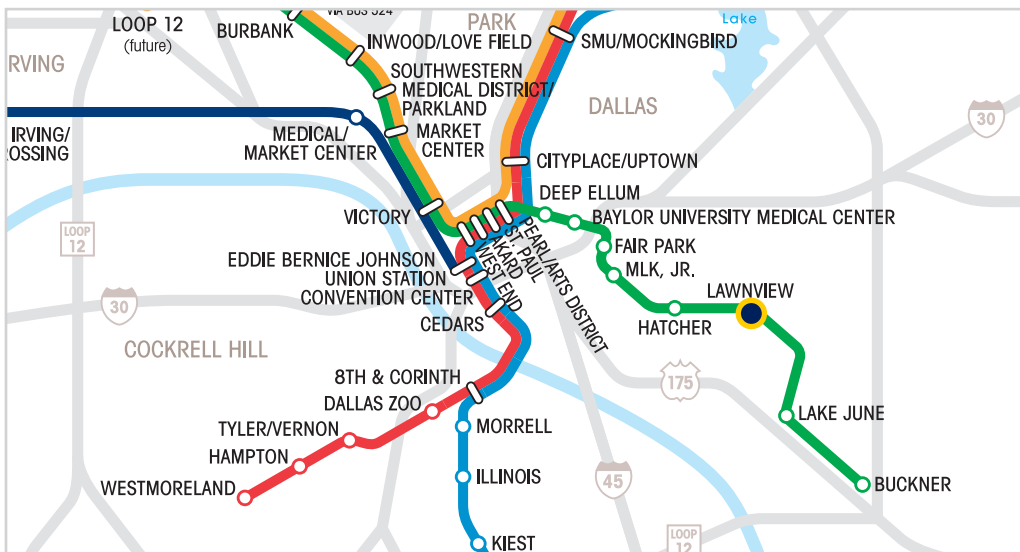 LOOP 12
(future)
BURBANK
VIA BUS 524
PARK
Lake
INWOOD/LOVE FIELD
SMU/MOCKINGBIRD
RVING
SOUTHWESTERN
MEDICAL DISTRICT/
PARKLAND
DALLAS
30
IRVING/
ROSSING
MEDICAL/
MARKET CENTER
MARKET
CENTER
CITYPLACE/UPTOWN
DEEP ELLUM
VICTORY
BAYLOR UNIVERSITY MEDICAL CENTER
LOOP
12
FAIR PARK
EDDIE BERNICE JOHNSON
UNION STATION
PEARL/ARTS DISTRICT
ST. PAUL
AKARD
WEST END
MLK, JR.
CONVENTION CENTER
LAWNVIEW
30
CEDARS
HATCHER
COCKRELL HILL
8TH & CORINTH
175
DALLAS ZOO
LAKE JUNE
TYLER/VERNON
MORRELL
HAMPTON
ILLINOIS
45
WESTMORELAND
BUCKNER
KIEST
LOOP
12